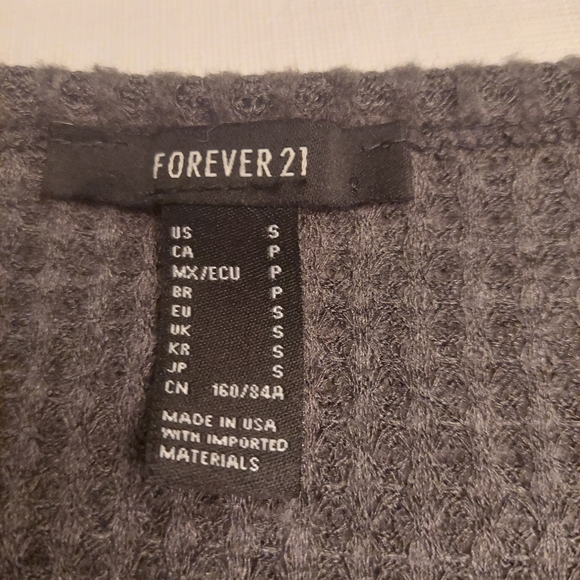 FOREVER 21
US S
CA P
MX/ECU P
BR P
EU S
UK S
KR S
JP S
CN 160/84A
MADE IN USA
WITH IMPORTED
MATERIALS